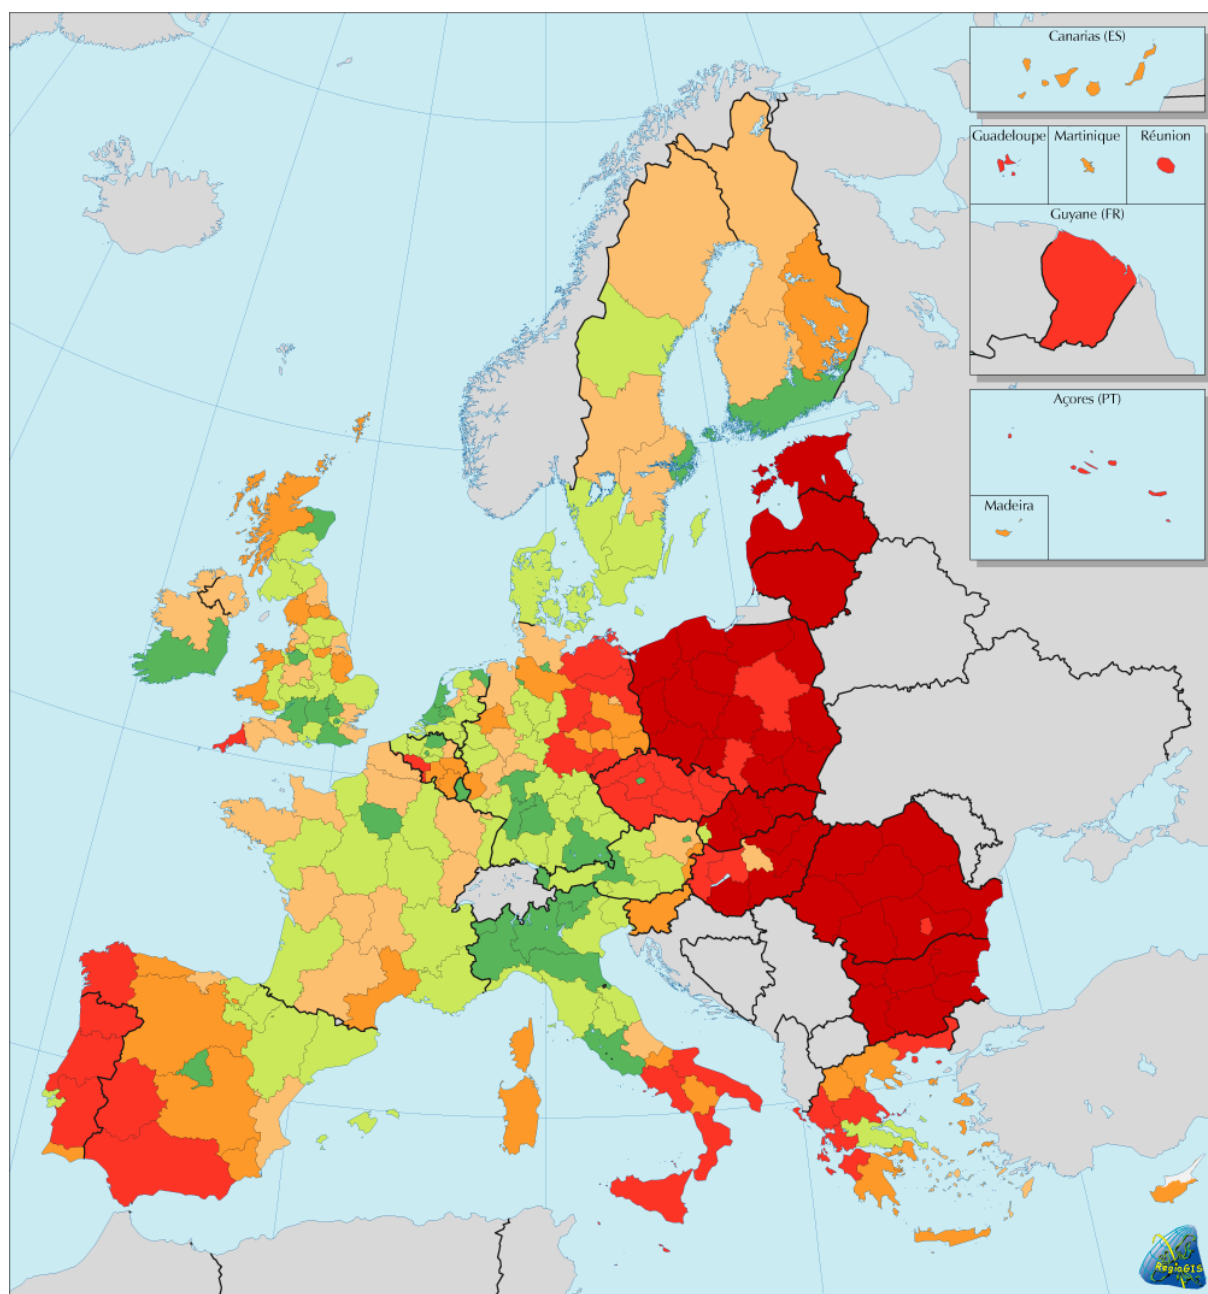 Canarias (ES)
Guadeloupe
Martinique
Réunion
Guyane (FR)
Açores (PT)
Madeira
RegioGIS